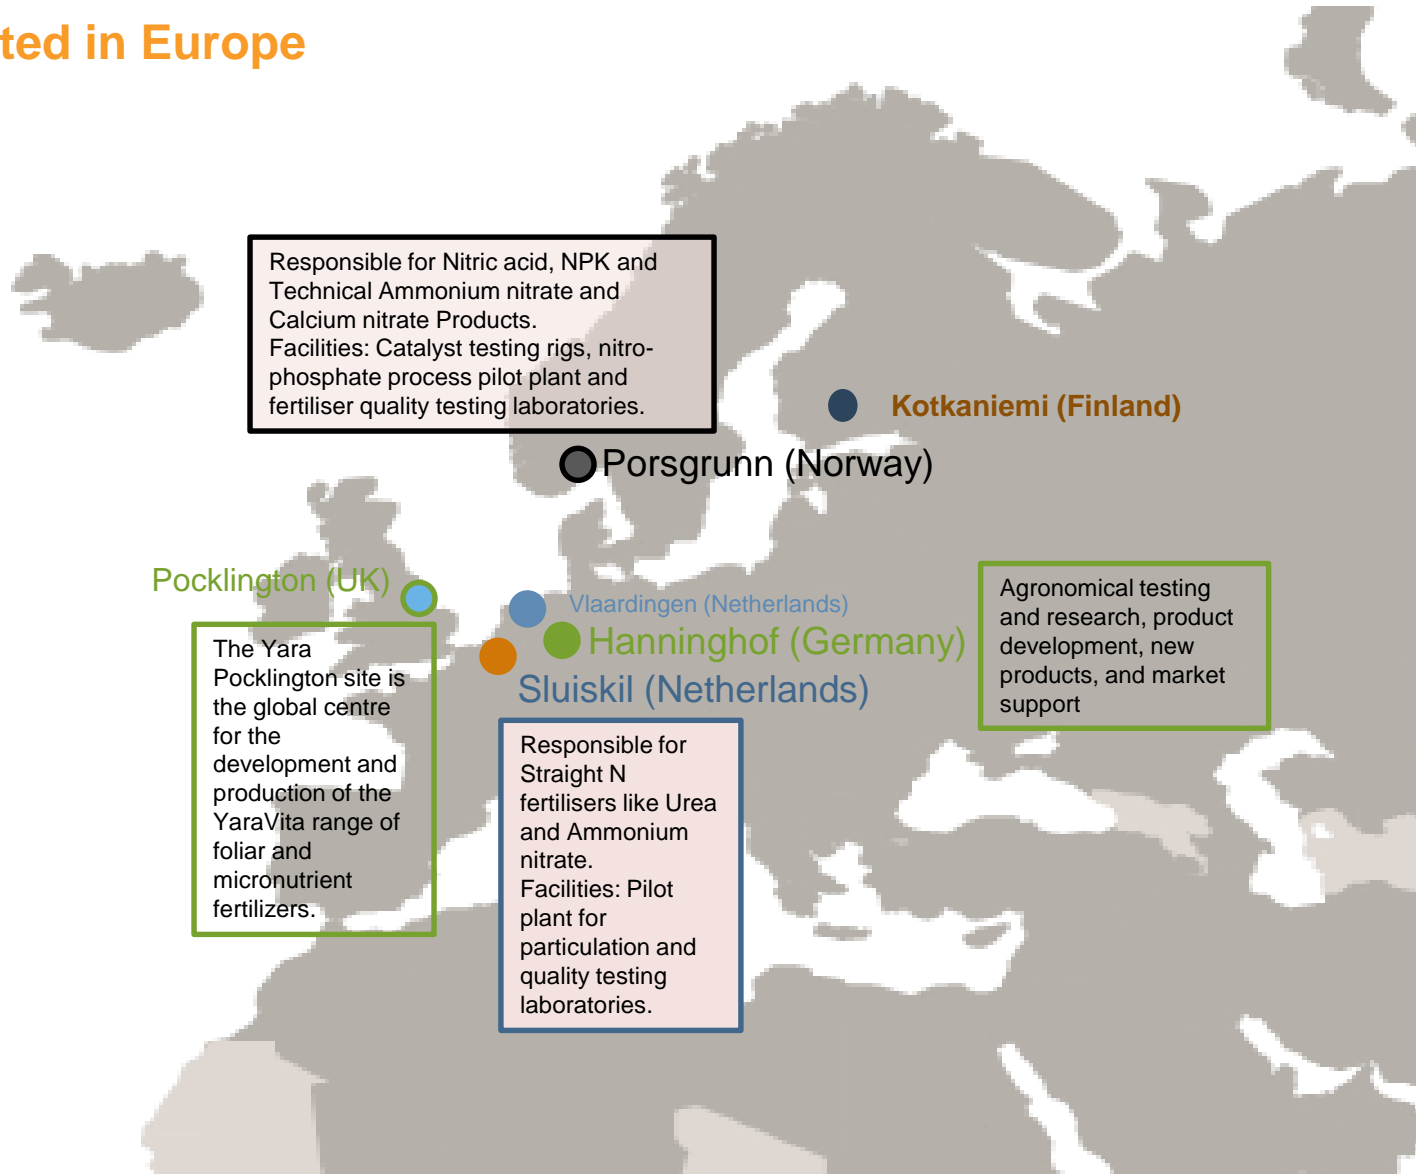 ted in Europe
Responsible for Nitric acid, NPK and
Technical Ammonium nitrate and
Calcium nitrate Products.
Facilities: Catalyst testing rigs, nitro-
phosphate process pilot plant and
fertiliser quality testing laboratories.
Kotkaniemi (Finland)
Porsgrunn (Norway)
Pocklington (UK)
The Yara
Pocklington site is
the global centre
for the
development and
production of the
YaraVita range of
foliar and
micronutrient
fertilizers.
Vlaardingen (Netherlands)
Hanninghof (Germany)
Agronomical testing
and research, product
development, new
products, and market
support
Sluiskil (Netherlands)
Responsible for
Straight N
fertilisers like Urea
and Ammonium
nitrate.
Facilities: Pilot
plant for
particulation and
quality testing
laboratories.